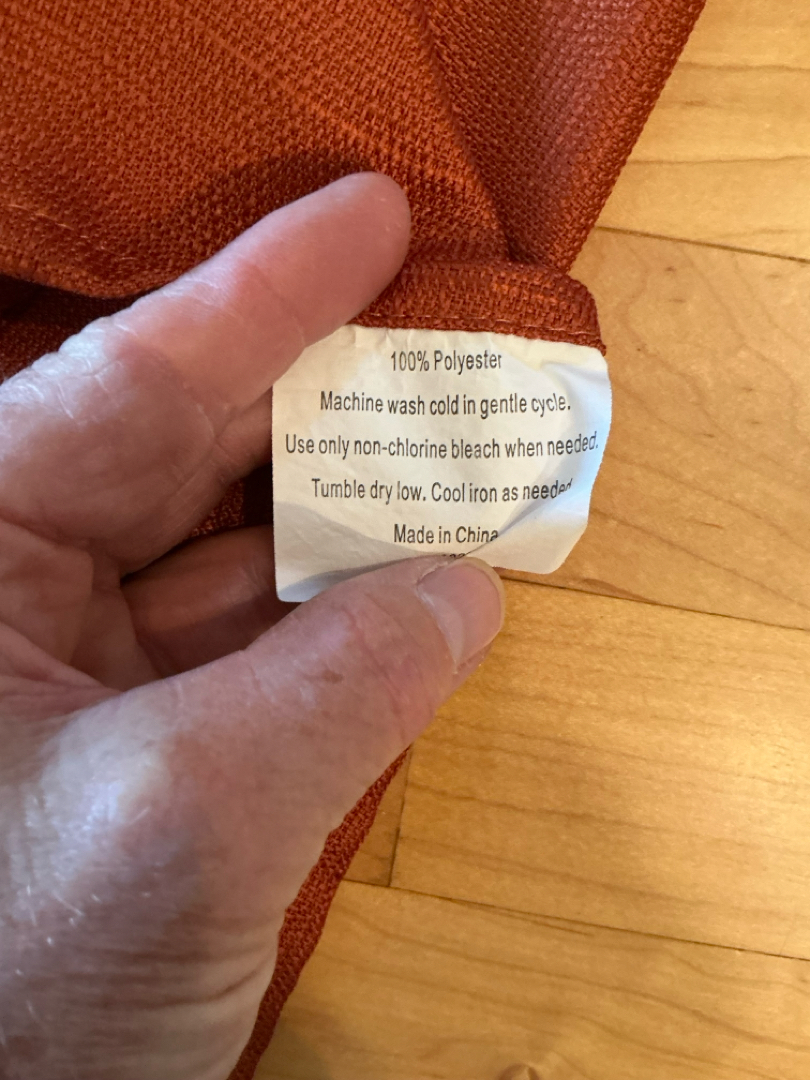 100% Polyester
Machine wash cold in gentle cycle.
Use only non-chlorine bleach when needed.
Tumble dry low. Cool iron as needed
Made in China